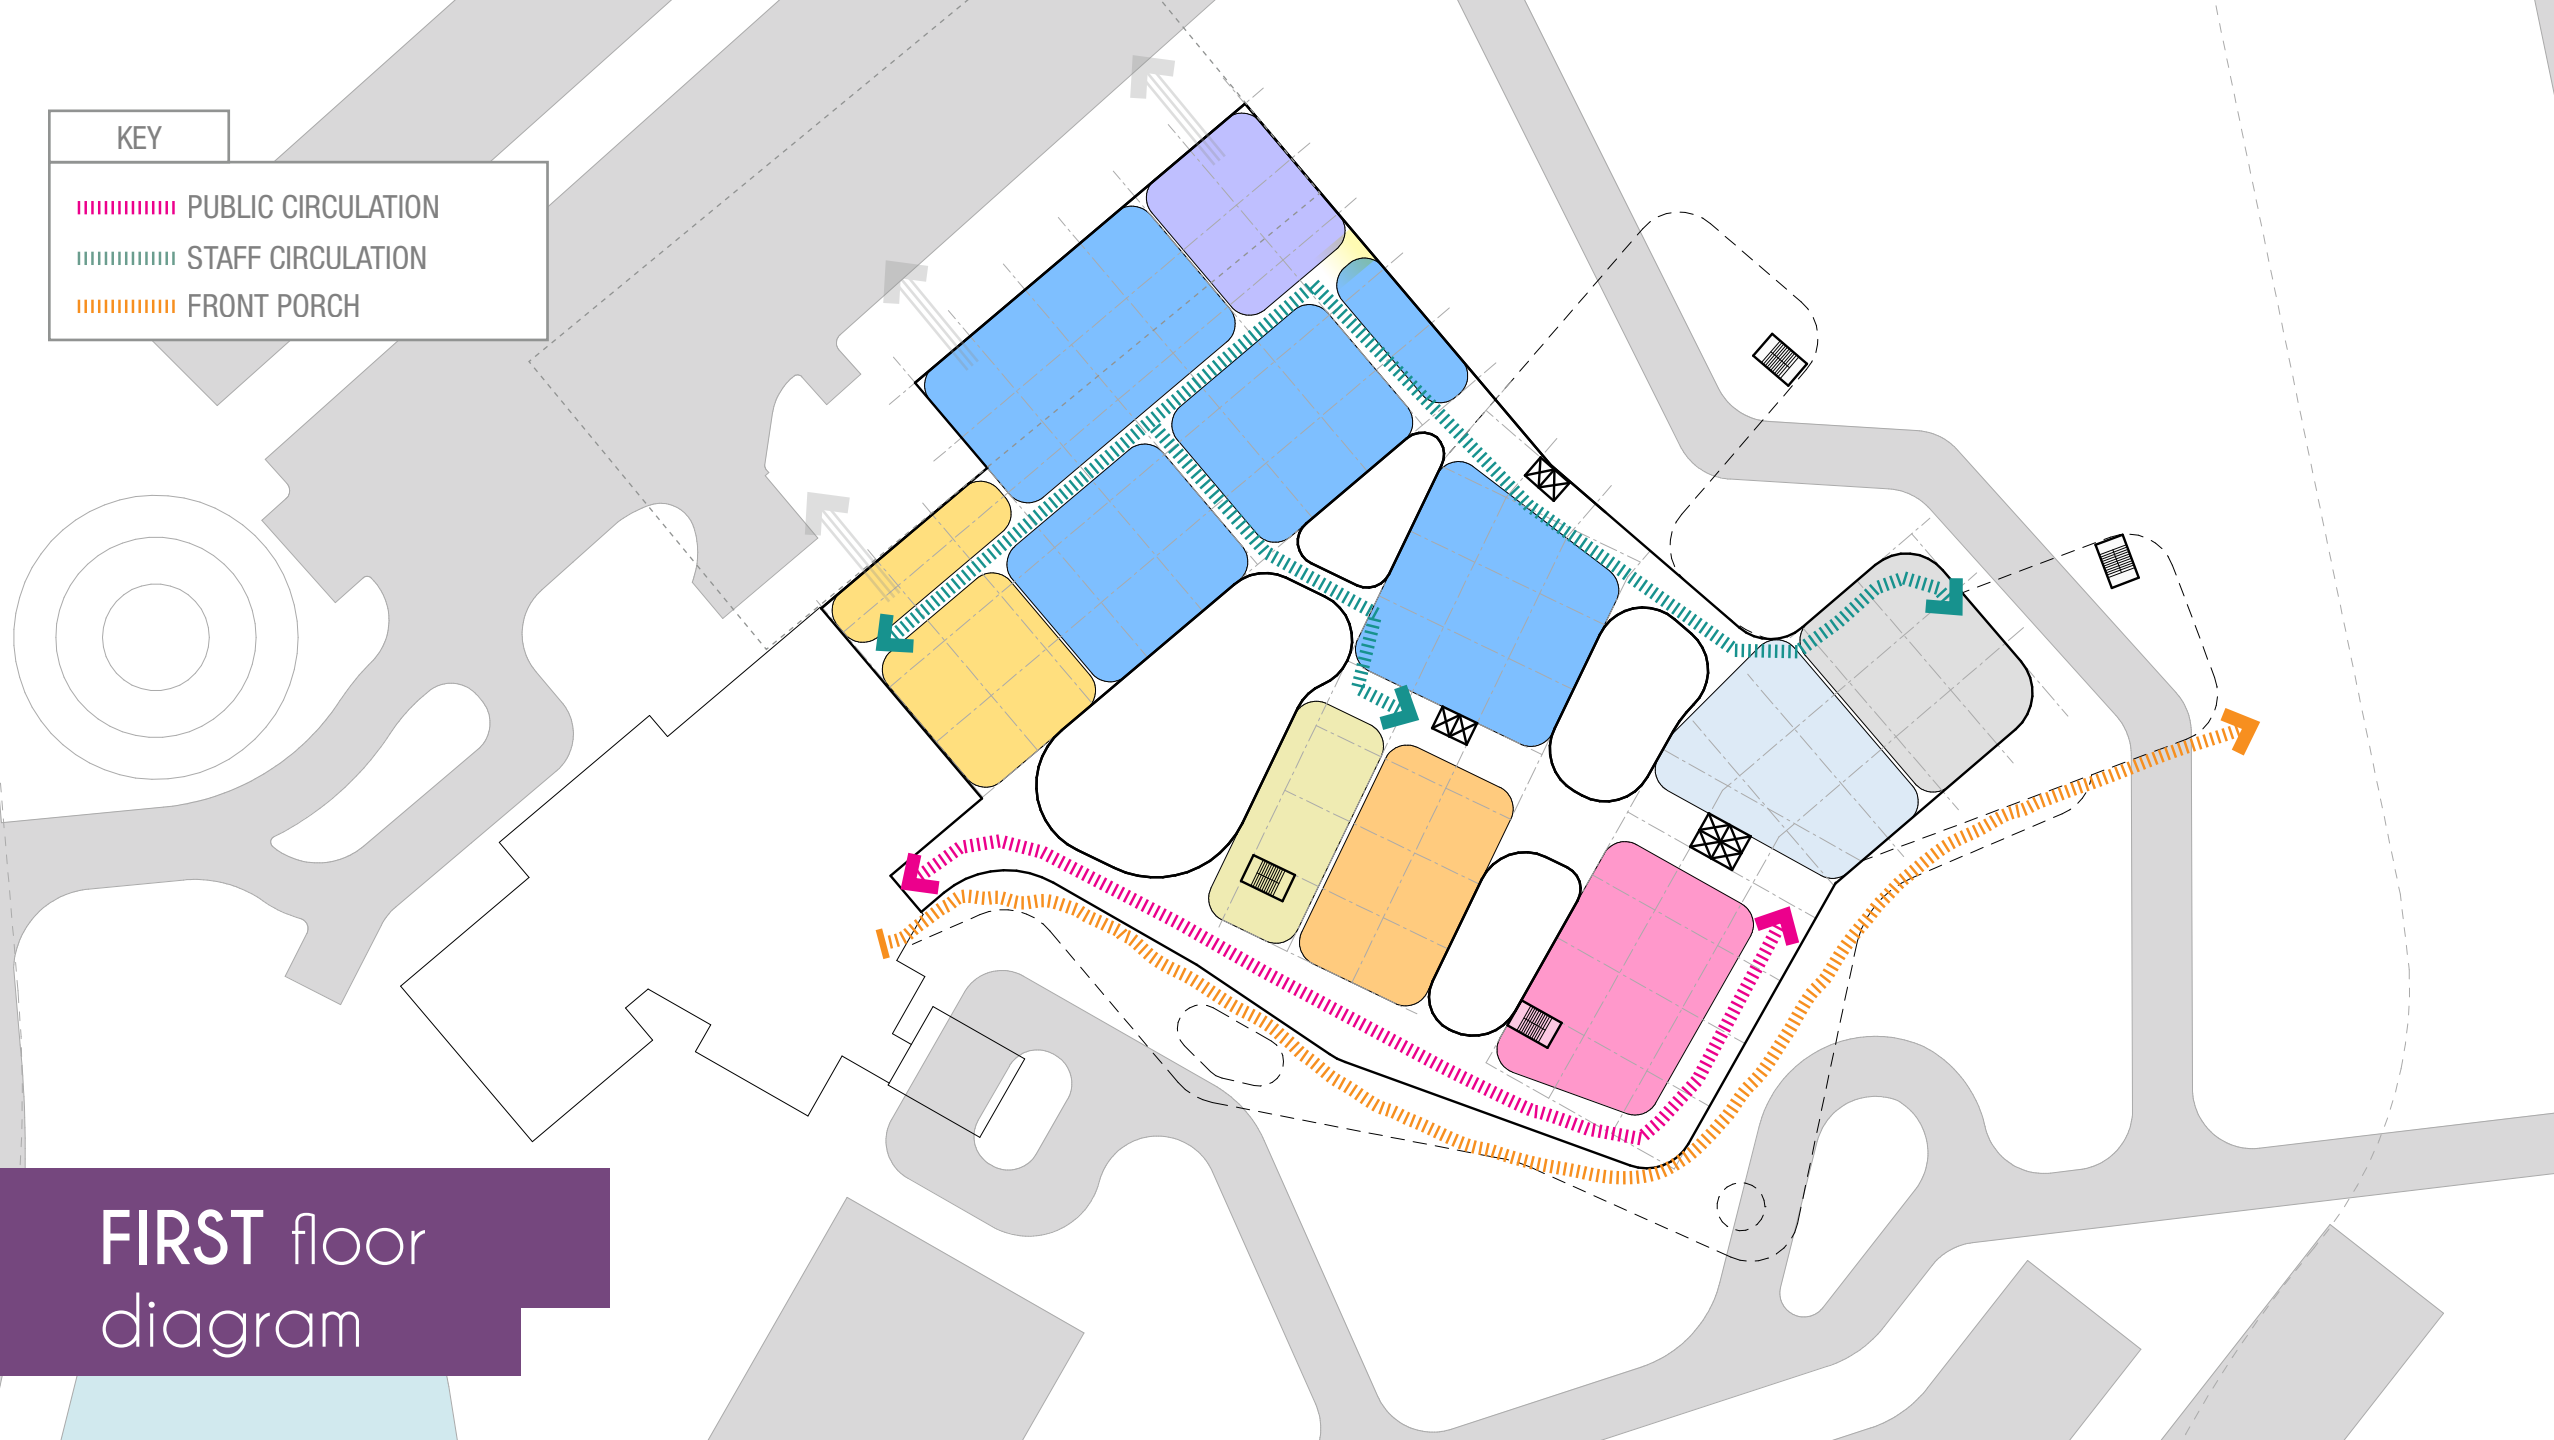 KEY
PUBLIC CIRCULATION
STAFF CIRCULATION
FRONT PORCH
FIRST floor
diagram